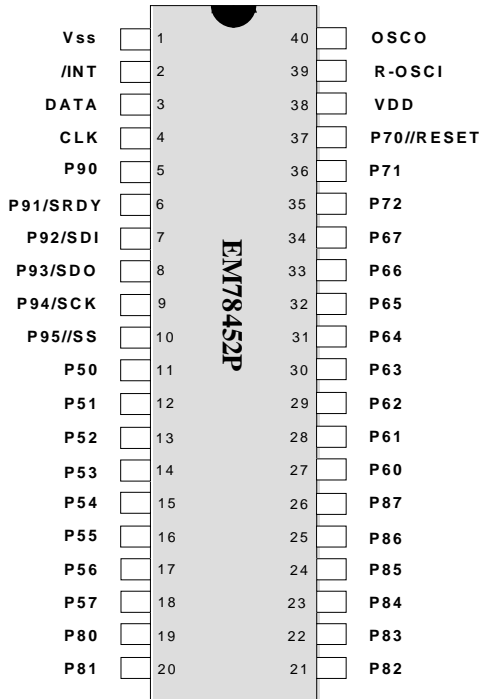 Vss 1 40 OSCO
/INT 2 39 R-OSCI
DATA 3 38 VDD
CLK 4 37 P70//RESET
P90 5 36 P71
P91/SRDY 6 35 P72
P92/SDI 7 34 P67
P93/SDO 8 33 P66
P94/SCK 9 32 P65
P95//SS 10 31 P64
P50 11 30 P63
P51 12 29 P62
P52 13 28 P61
P53 14 27 P60
P54 15 26 P87
P55 16 25 P86
P56 17 24 P85
P57 18 23 P84
P80 19 22 P83
P81 20 21 P82
EM78452P